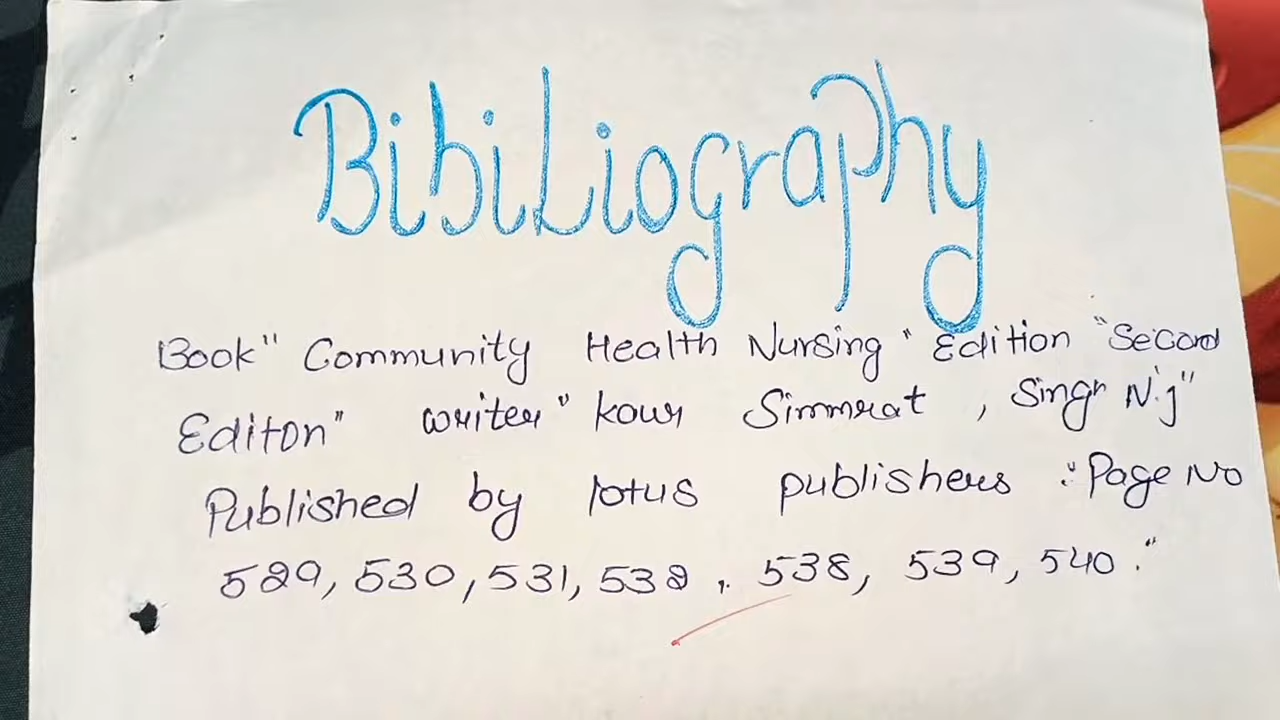 BibiLiography
Book" Community Health Nursing" Edition "Second
Editon" writer" kour Simmrat , Singh N.j"
Published by lotus publishers : "Page No
529, 530, 531, 532 , 538, 539, 540 ."